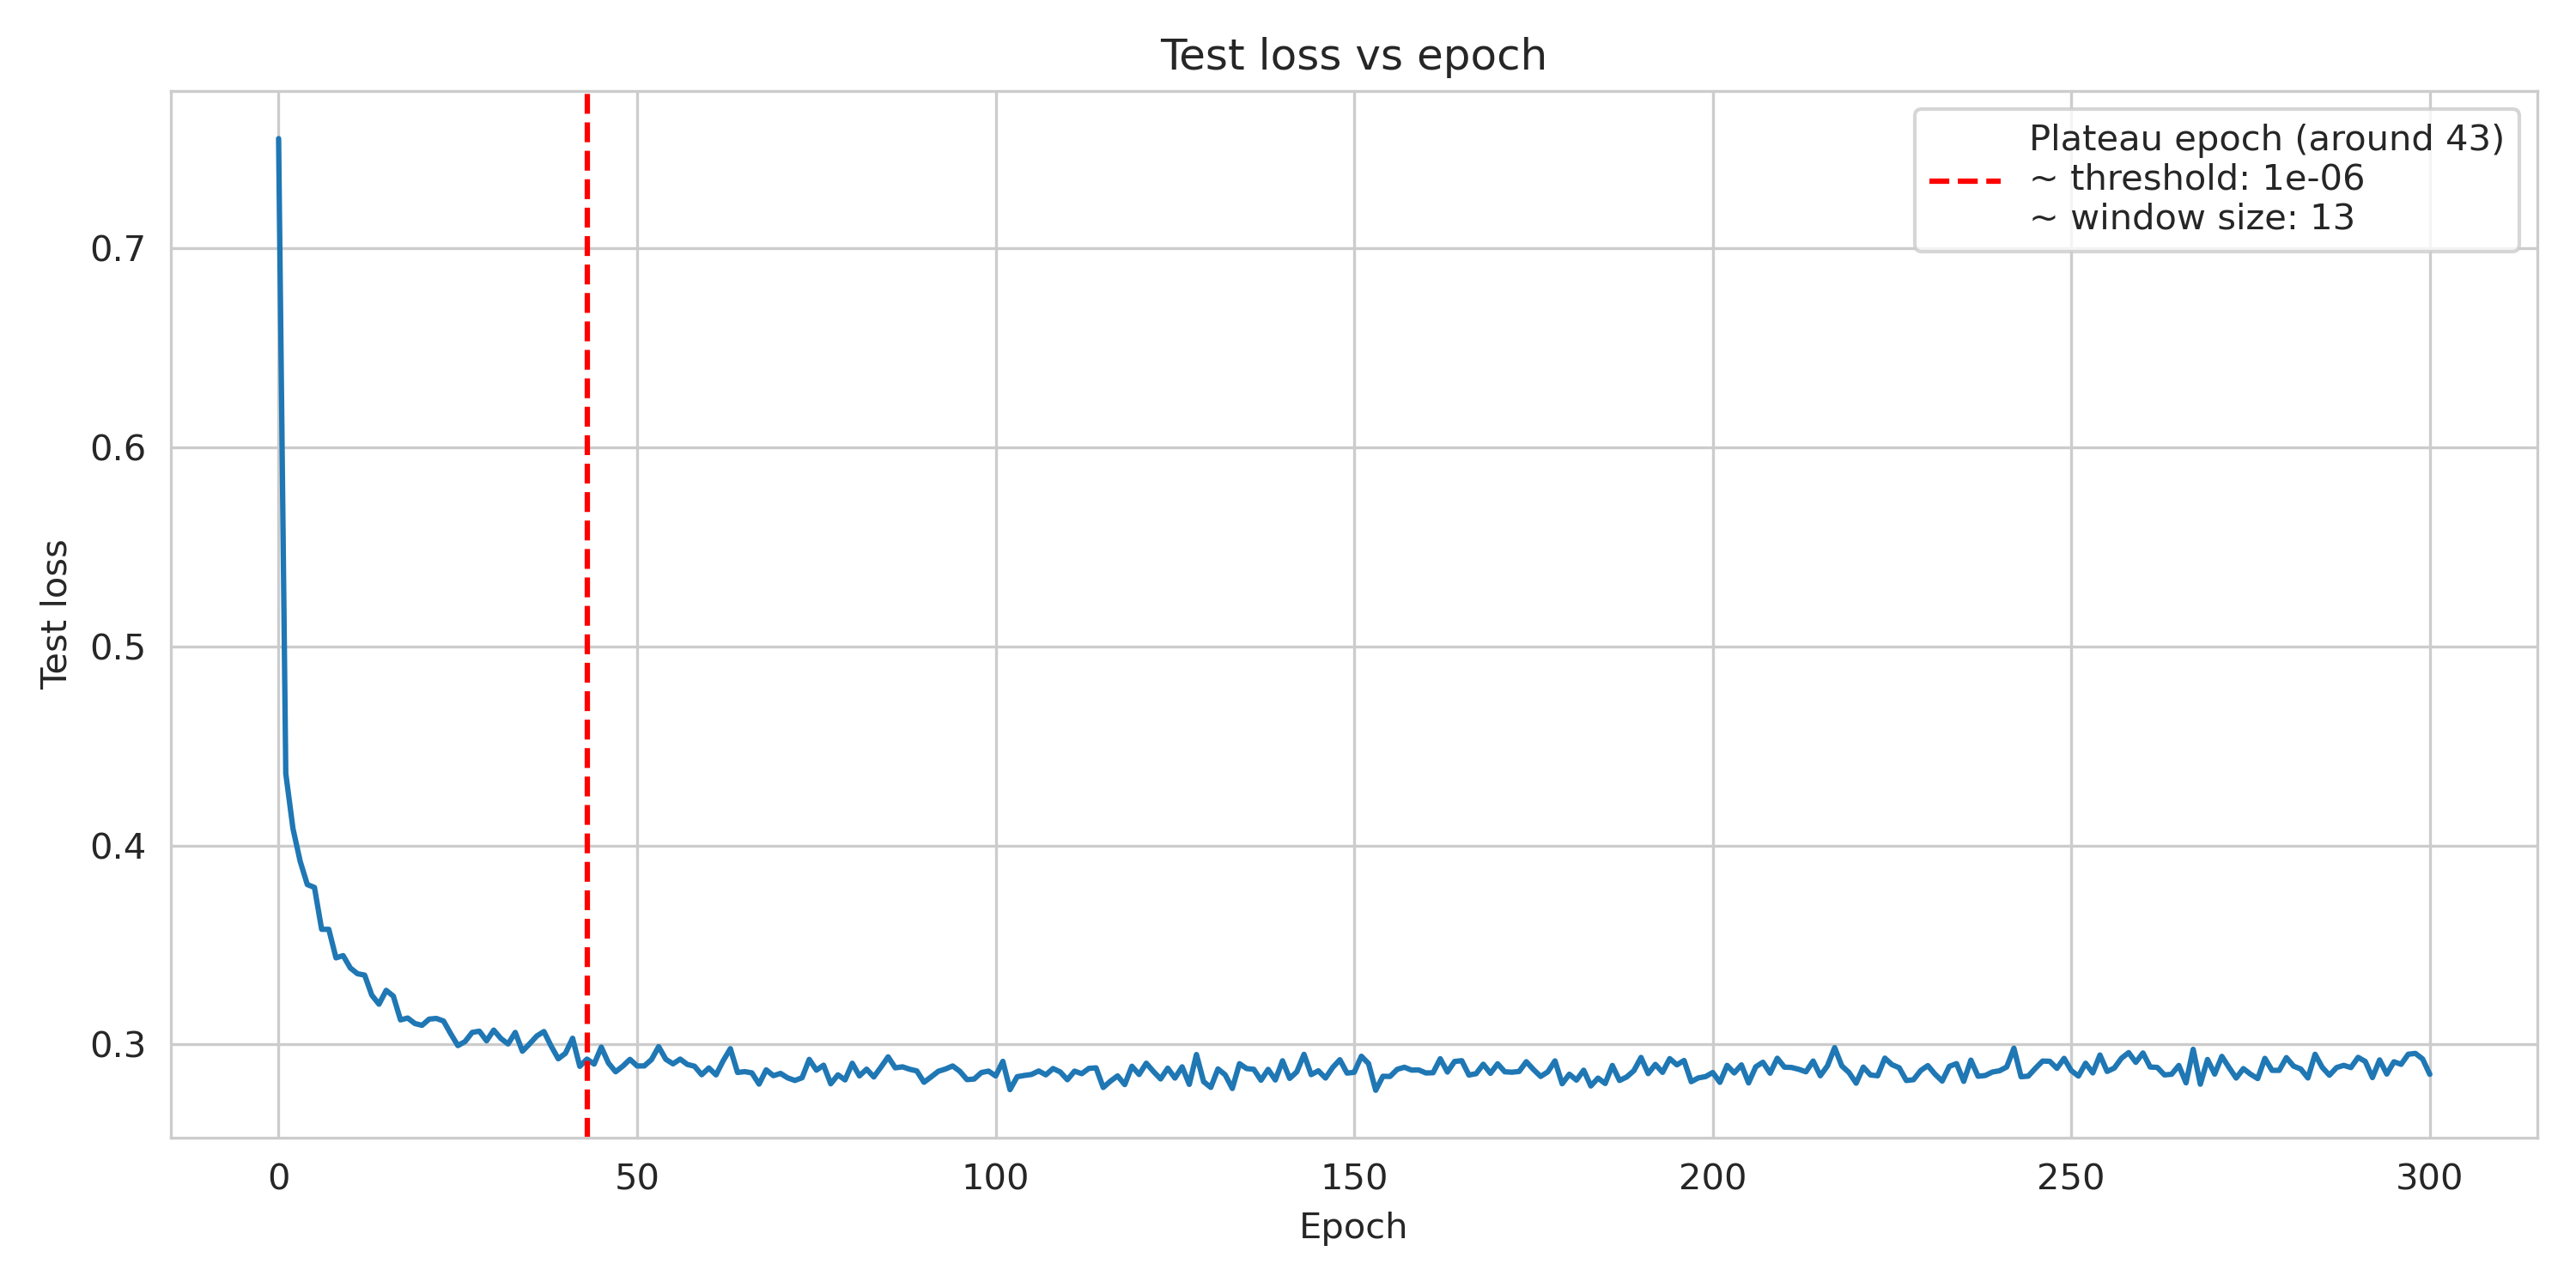 Test loss vs epoch
Plateau epoch (around 43)
~ threshold: 1e-06
~ window size: 13
Test loss
0.7
0.6
0.5
0.4
0.3
0 50 100 150 200 250 300
Epoch